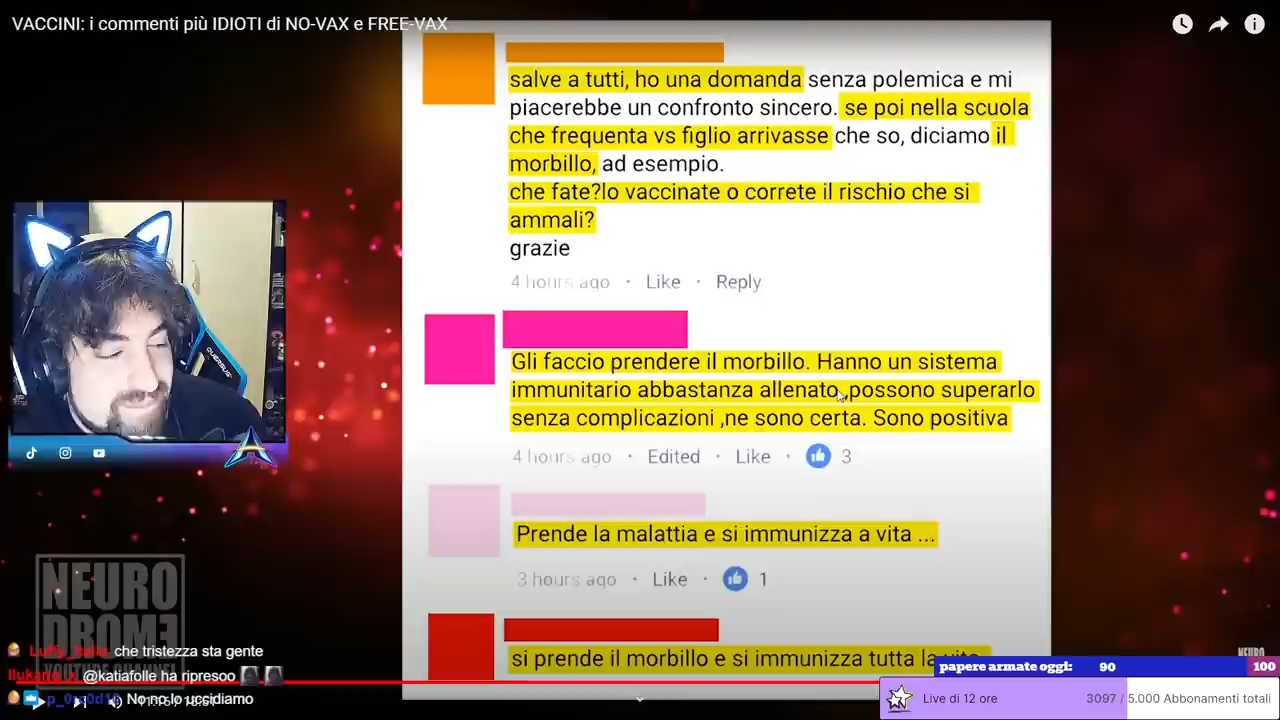 VACCINI: i commenti più IDIOTI di NO-VAX e FREE-VAX
salve a tutti, ho una domanda senza polemica e mi
piacerebbe un confronto sincero. se poi nella scuola
che frequenta vs figlio arrivasse che so, diciamo il
morbillo, ad esempio.
che fate?lo vaccinate o correte il rischio che si
ammali?
grazie
4 hours ago · Like · Reply
Gli faccio prendere il morbillo. Hanno un sistema
immunitario abbastanza allenato ,possono superarlo
senza complicazioni ,ne sono certa. Sono positiva
4 hours ago · Edited · Like · 3
Prende la malattia e si immunizza a vita ...
3 hours ago · Like · 1
si prende il morbillo e si immunizza tutta la vita
NEURO
DROM3
YOUTUBE CHANNEL
che tristezza sta gente
@katiafolle ha ripresoo
No no lo uccidiamo
NEURO
papere armate oggi: 90 100
Live di 12 ore 3097 / 5.000 Abbonamenti totali